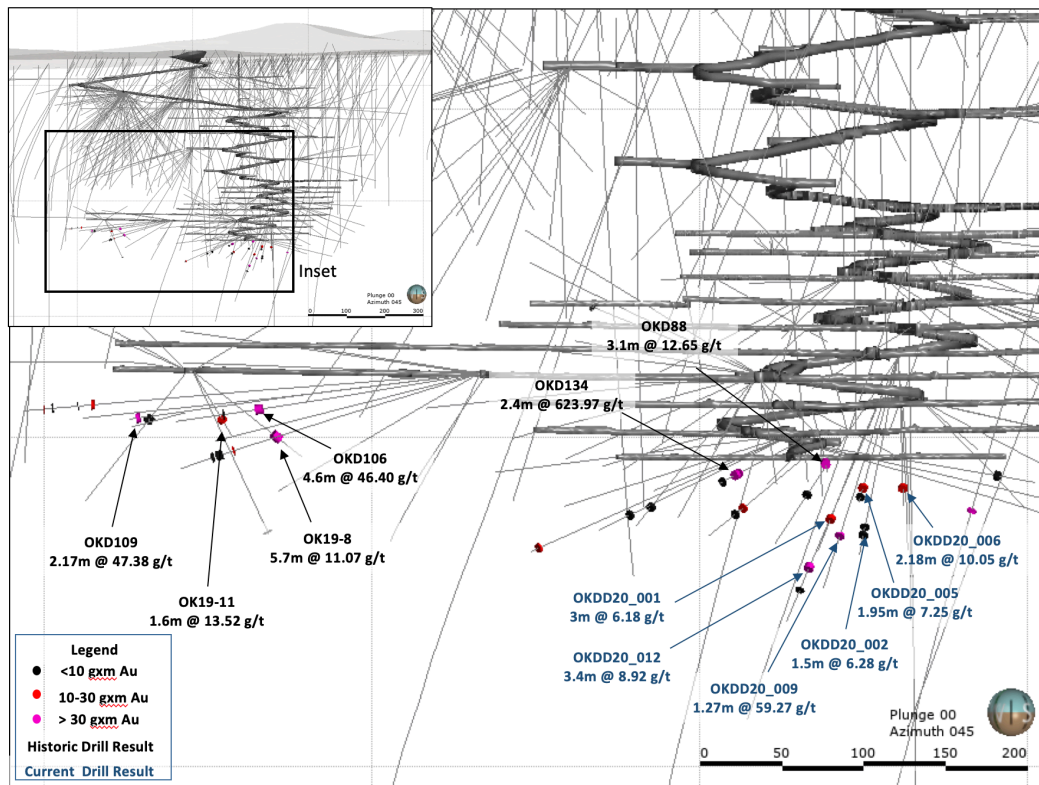 Inset
Plunge 00
Azimuth 045
0 100 200 300
OKD88
3.1m @ 12.65 g/t
OKD134
2.4m @ 623.97 g/t
OKD106
4.6m @ 46.40 g/t
OKD109
2.17m @ 47.38 g/t
OK19-8
5.7m @ 11.07 g/t
OK19-11
1.6m @ 13.52 g/t
OKDD20_006
2.18m @ 10.05 g/t
OKDD20_001
3m @ 6.18 g/t
OKDD20_005
1.95m @ 7.25 g/t
OKDD20_002
1.5m @ 6.28 g/t
OKDD20_012
3.4m @ 8.92 g/t
OKDD20_009
1.27m @ 59.27 g/t
Legend
<10 gxm Au
10-30 gxm Au
> 30 gxm Au
Historic Drill Result
Current Drill Result
Plunge 00
Azimuth 045
0 50 100 150 200